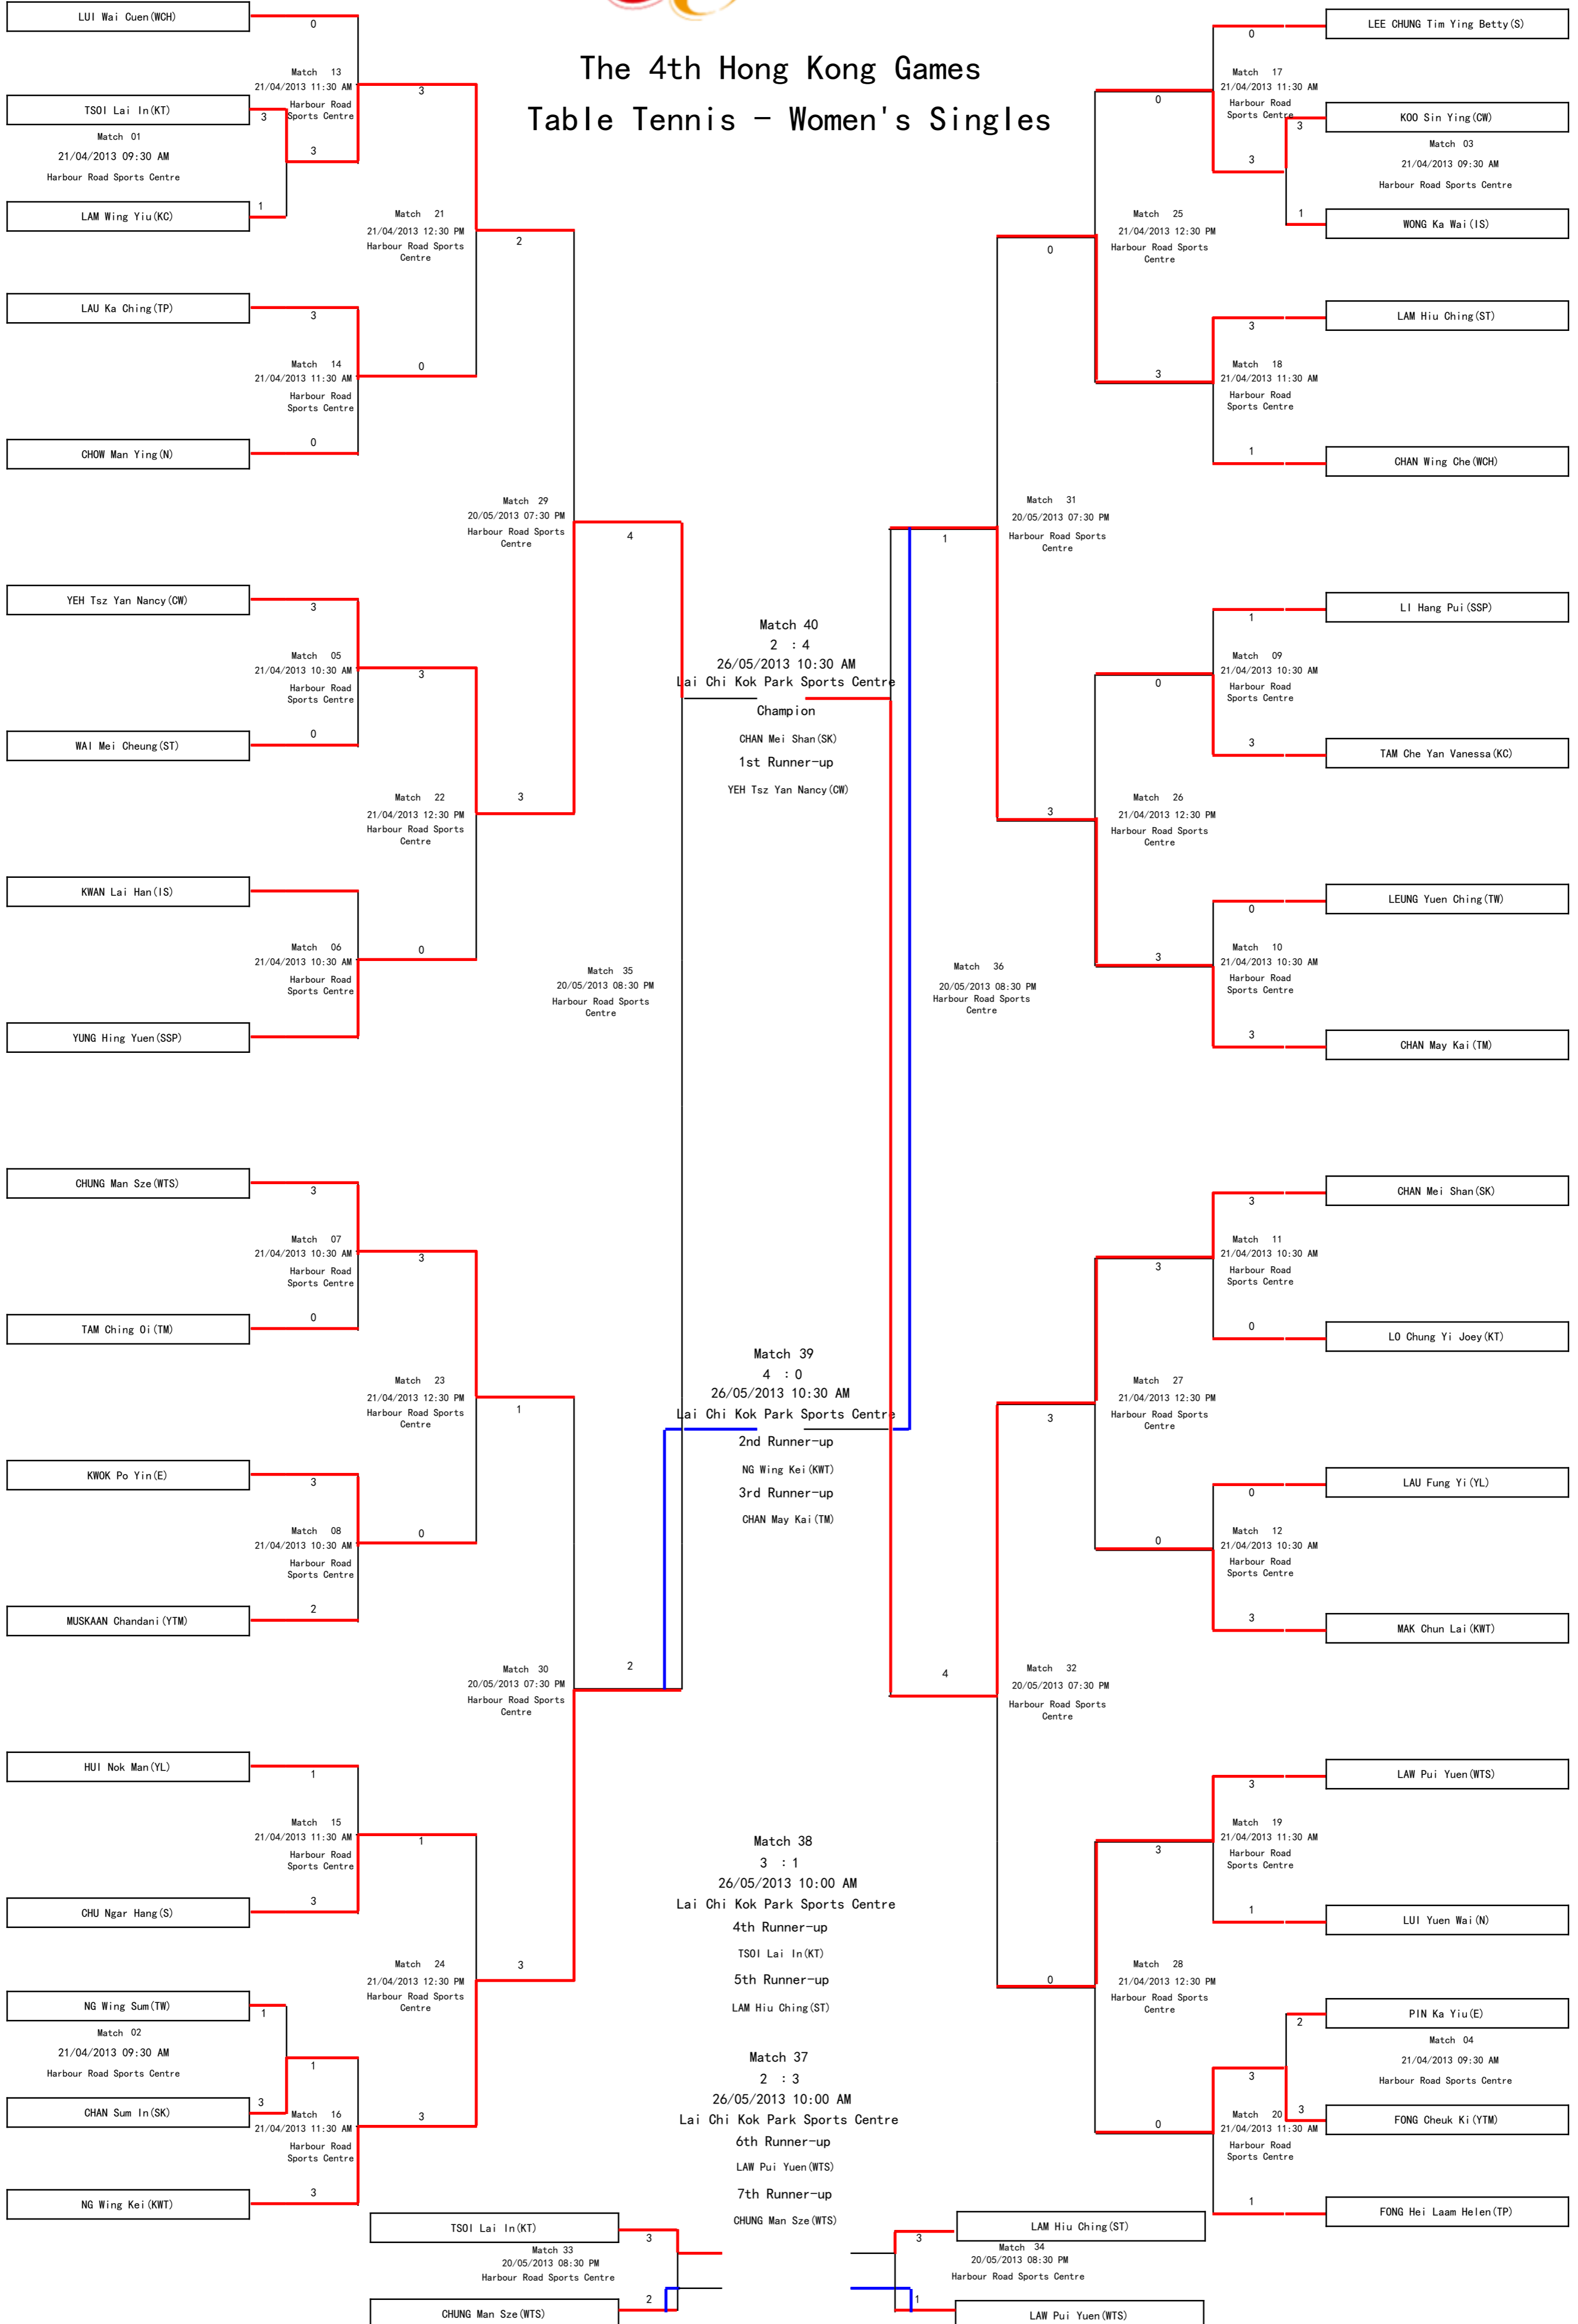 The 4th Hong Kong Games
Table Tennis - Women's Singles
LUI Wai Cuen(WCH)
0
Match 13
21/04/2013 11:30 AM
Harbour Road
Sports Centre
3
TSOI Lai In(KT)
3
Match 01
21/04/2013 09:30 AM
Harbour Road Sports Centre
3
LAM Wing Yiu(KC)
1
Match 21
21/04/2013 12:30 PM
Harbour Road Sports
Centre
2
LAU Ka Ching(TP)
3
Match 14
21/04/2013 11:30 AM
Harbour Road
Sports Centre
0
CHOW Man Ying(N)
0
Match 29
20/05/2013 07:30 PM
Harbour Road Sports
Centre
4
YEH Tsz Yan Nancy(CW)
3
Match 05
21/04/2013 10:30 AM
Harbour Road
Sports Centre
3
WAI Mei Cheung(ST)
0
Match 22
21/04/2013 12:30 PM
Harbour Road Sports
Centre
3
KWAN Lai Han(IS)
Match 06
21/04/2013 10:30 AM
Harbour Road
Sports Centre
0
YUNG Hing Yuen(SSP)
Match 35
20/05/2013 08:30 PM
Harbour Road Sports
Centre
CHUNG Man Sze(WTS)
3
Match 07
21/04/2013 10:30 AM
Harbour Road
Sports Centre
3
TAM Ching Oi(TM)
0
Match 23
21/04/2013 12:30 PM
Harbour Road Sports
Centre
1
KWOK Po Yin(E)
3
Match 08
21/04/2013 10:30 AM
Harbour Road
Sports Centre
0
MUSKAAN Chandani(YTM)
2
Match 30
20/05/2013 07:30 PM
Harbour Road Sports
Centre
2
HUI Nok Man(YL)
1
Match 15
21/04/2013 11:30 AM
Harbour Road
Sports Centre
1
CHU Ngar Hang(S)
3
Match 24
21/04/2013 12:30 PM
Harbour Road Sports
Centre
3
NG Wing Sum(TW)
1
Match 02
21/04/2013 09:30 AM
Harbour Road Sports Centre
1
CHAN Sum In(SK)
3
Match 16
21/04/2013 11:30 AM
Harbour Road
Sports Centre
3
NG Wing Kei(KWT)
3
Match 40
2 : 4
26/05/2013 10:30 AM
Lai Chi Kok Park Sports Centre
Champion
CHAN Mei Shan(SK)
1st Runner-up
YEH Tsz Yan Nancy(CW)
Match 39
4 : 0
26/05/2013 10:30 AM
Lai Chi Kok Park Sports Centre
2nd Runner-up
NG Wing Kei(KWT)
3rd Runner-up
CHAN May Kai(TM)
Match 38
3 : 1
26/05/2013 10:00 AM
Lai Chi Kok Park Sports Centre
4th Runner-up
TSOI Lai In(KT)
5th Runner-up
LAM Hiu Ching(ST)
Match 37
2 : 3
26/05/2013 10:00 AM
Lai Chi Kok Park Sports Centre
6th Runner-up
LAW Pui Yuen(WTS)
7th Runner-up
CHUNG Man Sze(WTS)
LEE CHUNG Tim Ying Betty(S)
0
Match 17
21/04/2013 11:30 AM
Harbour Road
Sports Centre
0
KOO Sin Ying(CW)
3
Match 03
21/04/2013 09:30 AM
Harbour Road Sports Centre
3
WONG Ka Wai(IS)
1
Match 25
21/04/2013 12:30 PM
Harbour Road Sports
Centre
0
LAM Hiu Ching(ST)
3
Match 18
21/04/2013 11:30 AM
Harbour Road
Sports Centre
3
CHAN Wing Che(WCH)
1
Match 31
20/05/2013 07:30 PM
Harbour Road Sports
Centre
1
LI Hang Pui(SSP)
1
Match 09
21/04/2013 10:30 AM
Harbour Road
Sports Centre
0
TAM Che Yan Vanessa(KC)
3
Match 26
21/04/2013 12:30 PM
Harbour Road Sports
Centre
3
LEUNG Yuen Ching(TW)
0
Match 10
21/04/2013 10:30 AM
Harbour Road
Sports Centre
3
CHAN May Kai(TM)
3
Match 36
20/05/2013 08:30 PM
Harbour Road Sports
Centre
CHAN Mei Shan(SK)
3
Match 11
21/04/2013 10:30 AM
Harbour Road
Sports Centre
3
LO Chung Yi Joey(KT)
0
Match 27
21/04/2013 12:30 PM
Harbour Road Sports
Centre
3
LAU Fung Yi(YL)
0
Match 12
21/04/2013 10:30 AM
Harbour Road
Sports Centre
0
MAK Chun Lai(KWT)
3
Match 32
20/05/2013 07:30 PM
Harbour Road Sports
Centre
4
LAW Pui Yuen(WTS)
3
Match 19
21/04/2013 11:30 AM
Harbour Road
Sports Centre
3
LUI Yuen Wai(N)
1
Match 28
21/04/2013 12:30 PM
Harbour Road Sports
Centre
0
PIN Ka Yiu(E)
2
Match 04
21/04/2013 09:30 AM
Harbour Road Sports Centre
3
FONG Cheuk Ki(YTM)
3
Match 20
21/04/2013 11:30 AM
Harbour Road
Sports Centre
0
FONG Hei Laam Helen(TP)
1
TSOI Lai In(KT)
3
Match 33
20/05/2013 08:30 PM
Harbour Road Sports Centre
CHUNG Man Sze(WTS)
2
LAM Hiu Ching(ST)
3
Match 34
20/05/2013 08:30 PM
Harbour Road Sports Centre
LAW Pui Yuen(WTS)
1